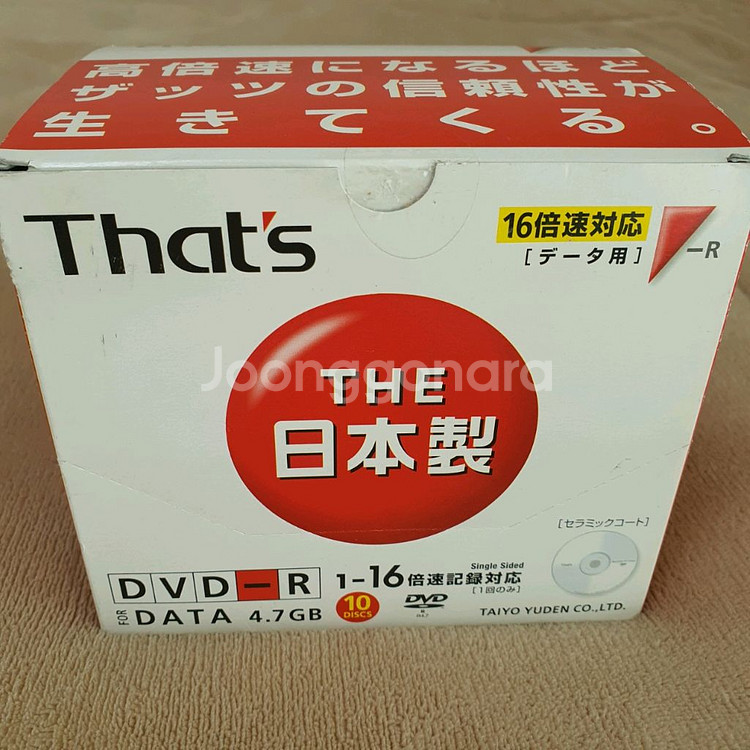 高倍速になるほど
ザッツの信頼性が
生きてくる。
That's
16倍速対応
[データ用]
-R
Joonggonara
THE
日本製
[セラミックコート]
DVD-R
1-16倍速記録対応
Single Sided
[1回のみ]
FOR DATA 4.7GB
10 DISCS
DVD
R
R4.7
TAIYO YUDEN CO.,LTD.